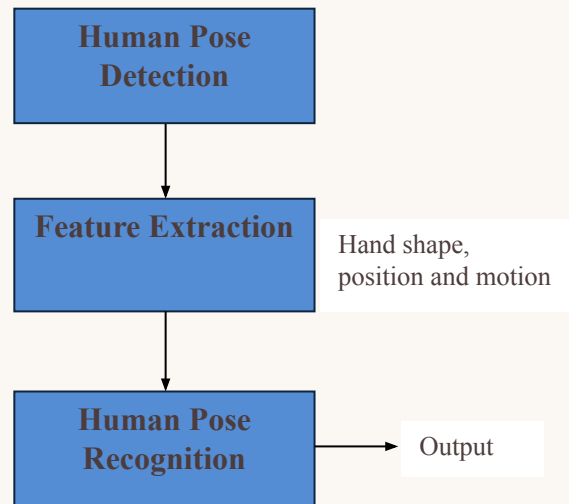 Human Pose
Detection
Feature Extraction
Hand shape,
position and motion
Human Pose
Recognition
Output